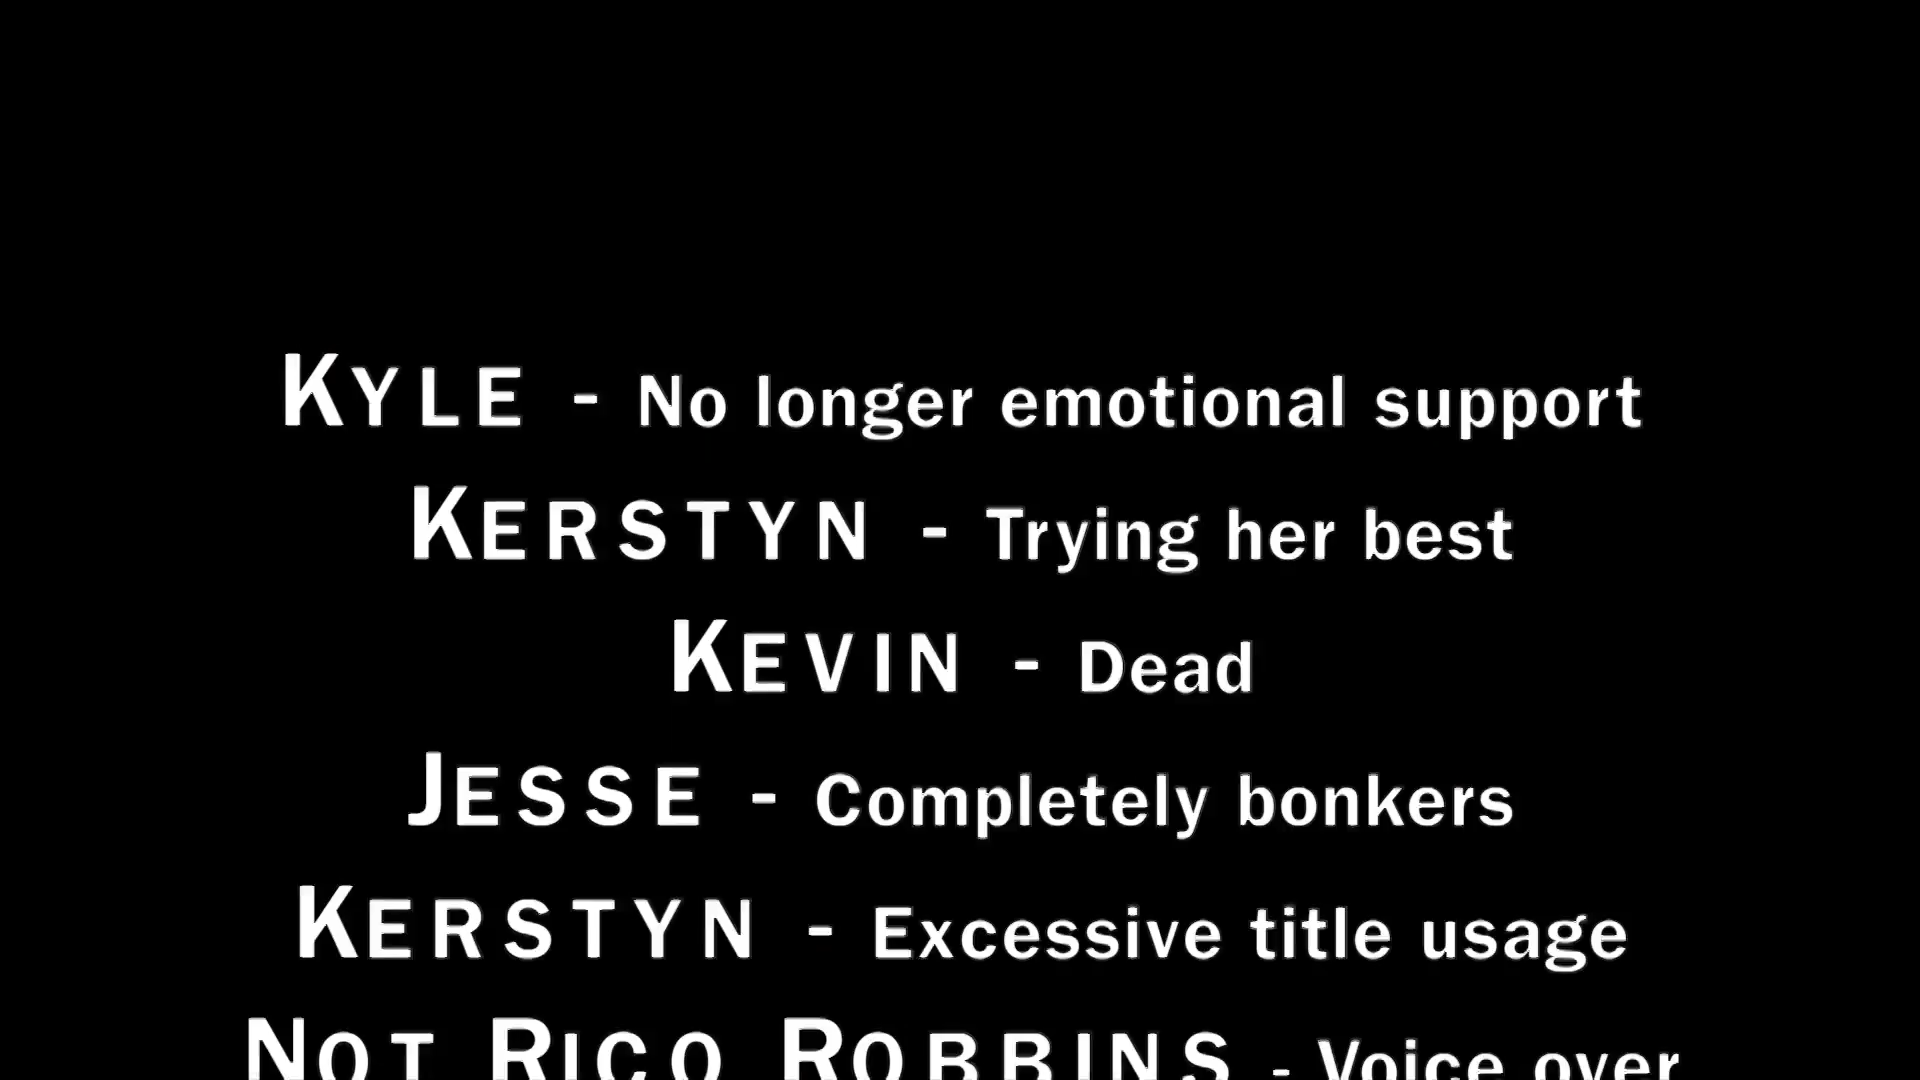 KYLE - No longer emotional support
KERSTYN - Trying her best
KEVIN - Dead
JESSE - Completely bonkers
KERSTYN - Excessive title usage
NOT RICO ROBBINS - Voice over